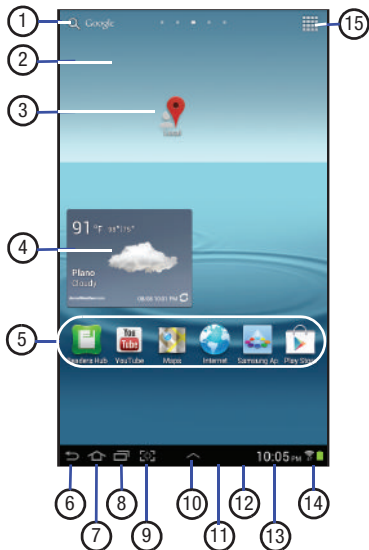 1
15
Google
2
3
91°F
4
Plano
Cloudy
5
Readers Hub YouTube Maps Internet Samsung Ap Play Store
10:05 PM
6 8 10 12 14
7 9 11 13